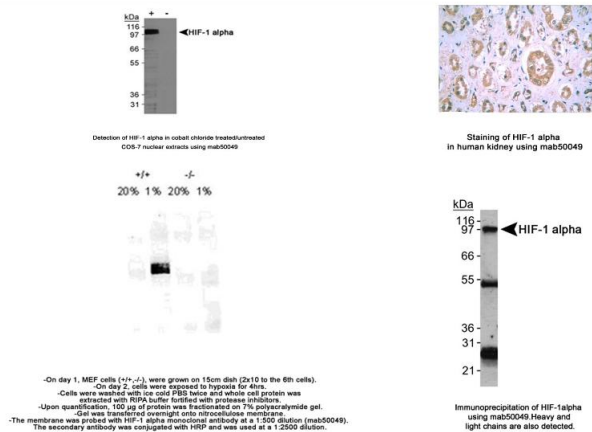 kDa
+ -
116
97
HIF-1 alpha
66
55
36
31
Detection of HIF-1 alpha in cobalt chloride treated/untreated
COS-7 nuclear extracts using mab50049
Staining of HIF-1 alpha
in human kidney using mab50049
+/+ -/-
20% 1% 20% 1%
-On day 1, MEF cells (+/+,-/-), were grown on 15cm dish (2x10 to the 6th cells).
-On day 2, cells were exposed to hypoxia for 4hrs.
-Cells were washed with ice cold PBS twice and whole cell protein was
extracted with RIPA buffer fortified with protease inhibitors.
-Upon quantification, 100 µg of protein was fractionated on 7% polyacralymide gel.
-Gel was transferred overnight onto nitrocellulose membrane.
-The membrane was probed with HIF-1 alpha monoclonal antibody at a 1:500 dilution (mab50049).
The secondary antibody was conjugated with HRP and was used at a 1:2500 dilution.
kDa
116
97
HIF-1 alpha
66
55
36
31
21
Immunoprecipitation of HIF-1alpha
using mab50049.Heavy and
light chains are also detected.